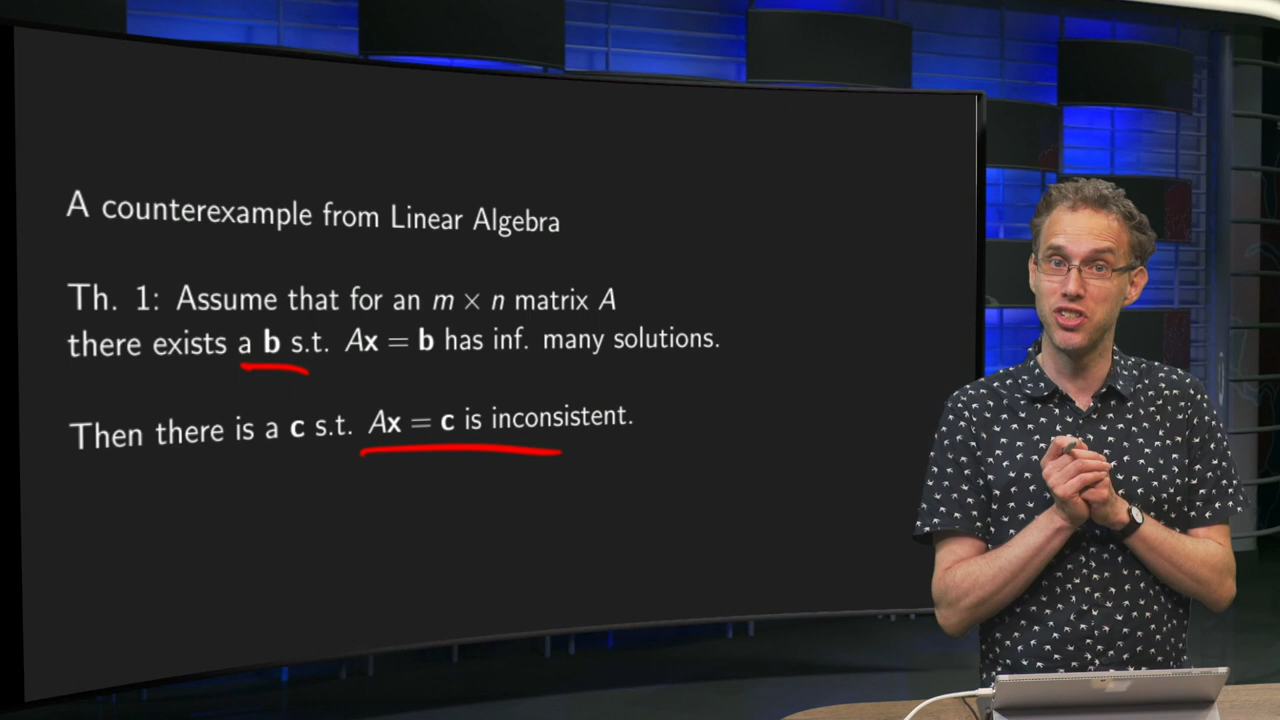 A counterexample from Linear Algebra
Th. 1: Assume that for an m × n matrix A
there exists a b s.t. Ax = b has inf. many solutions.
Then there is a c s.t. Ax = c is inconsistent.